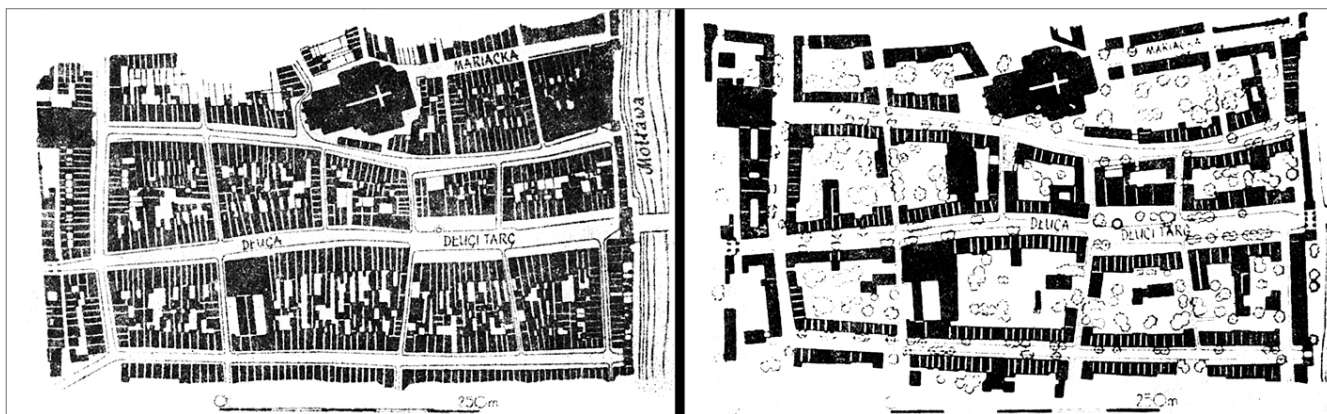 MARIACKA
Motława
DŁUGA
DŁUGI TARG
250m
MARIACKA
DŁUGA
DŁUGI TARG
250m